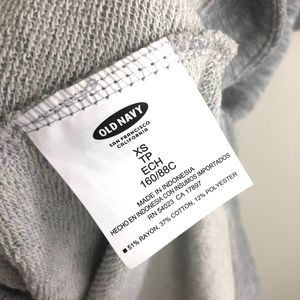 OLD NAVY
SAN FRANCISCO
CALIFORNIA
XS
TP
ECH
160/88C
MADE IN INDONESIA
HECHO EN INDONESIA CON INSUMOS IMPORTADOS
RN 54023 CA 17897
51% RAYON, 37% COTTON, 12% POLYESTER